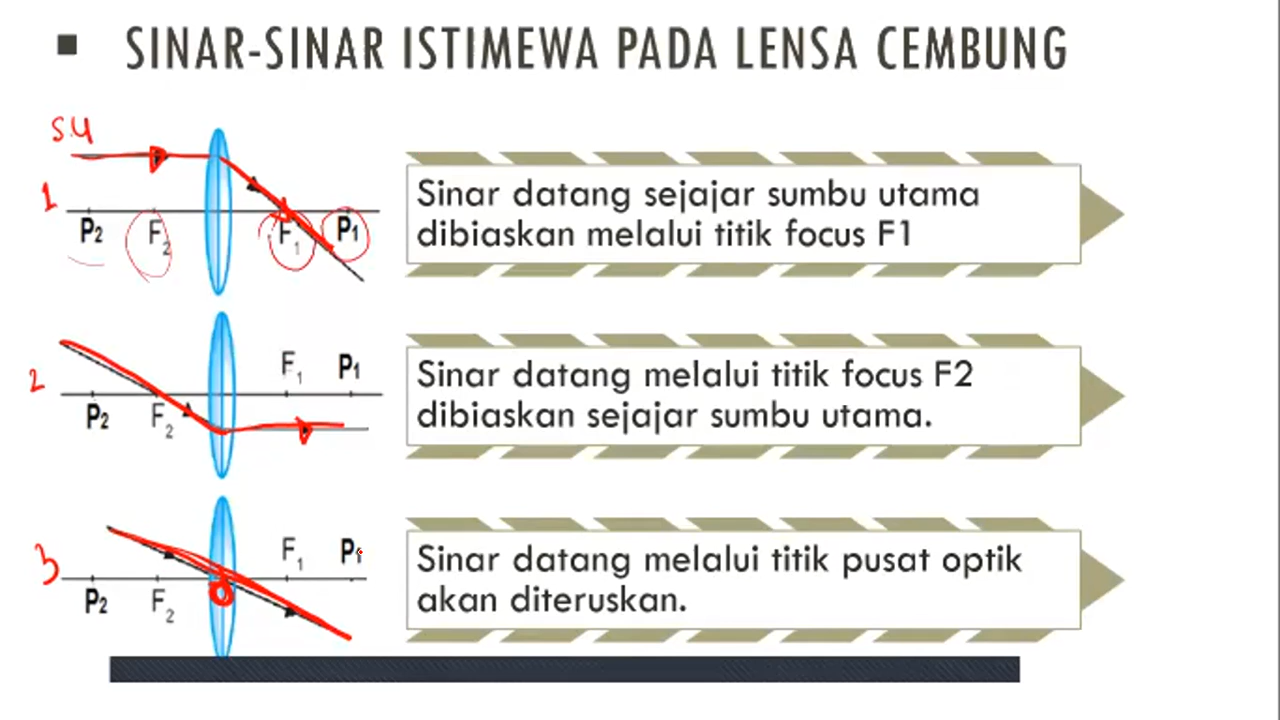 SINAR-SINAR ISTIMEWA PADA LENSA CEMBUNG
S.U
1
P2 F2 F1 P1
Sinar datang sejajar sumbu utama
dibiaskan melalui titik focus F1
2
F1 P1
P2 F2
Sinar datang melalui titik focus F2
dibiaskan sejajar sumbu utama.
3
F1 P1
P2 F2 O
Sinar datang melalui titik pusat optik
akan diteruskan.